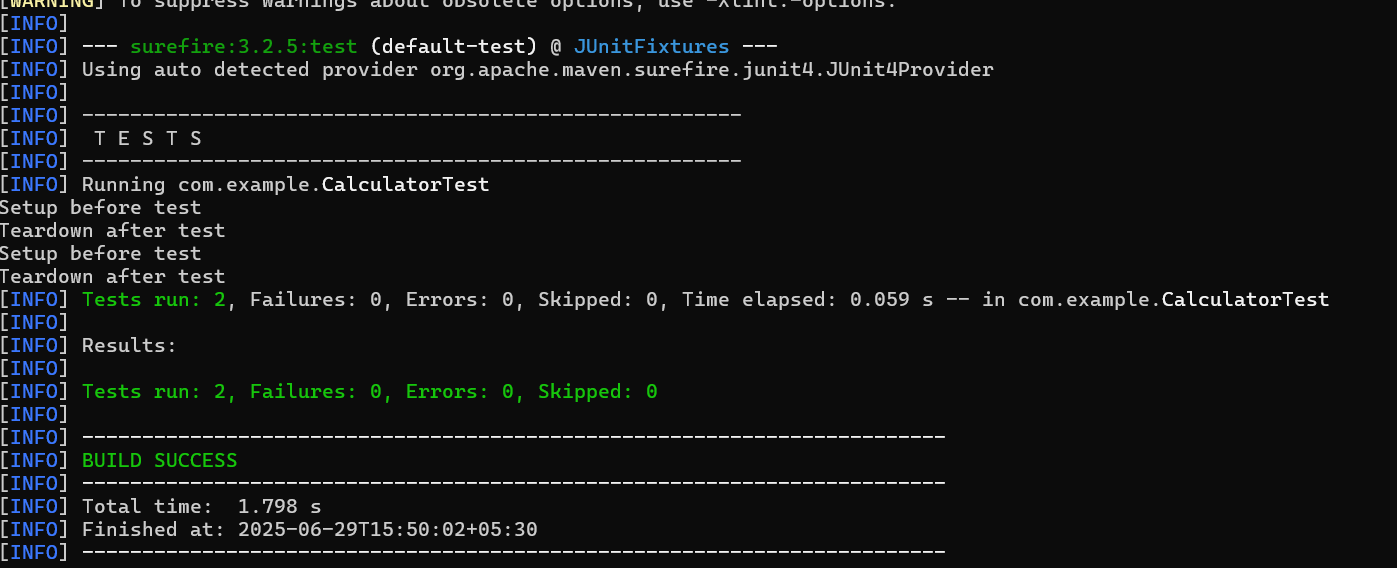 [WARNING] To suppress warnings about obsolete options, use -Xlint:-options.
[INFO]
[INFO] --- surefire:3.2.5:test (default-test) @ JUnitFixtures ---
[INFO] Using auto detected provider org.apache.maven.surefire.junit4.JUnit4Provider
[INFO]
[INFO] -------------------------------------------------------
[INFO]  T E S T S
[INFO] -------------------------------------------------------
[INFO] Running com.example.CalculatorTest
Setup before test
Teardown after test
Setup before test
Teardown after test
[INFO] Tests run: 2, Failures: 0, Errors: 0, Skipped: 0, Time elapsed: 0.059 s -- in com.example.CalculatorTest
[INFO]
[INFO] Results:
[INFO]
[INFO] Tests run: 2, Failures: 0, Errors: 0, Skipped: 0
[INFO]
[INFO] ------------------------------------------------------------------------
[INFO] BUILD SUCCESS
[INFO] ------------------------------------------------------------------------
[INFO] Total time:  1.798 s
[INFO] Finished at: 2025-06-29T15:50:02+05:30
[INFO] ------------------------------------------------------------------------